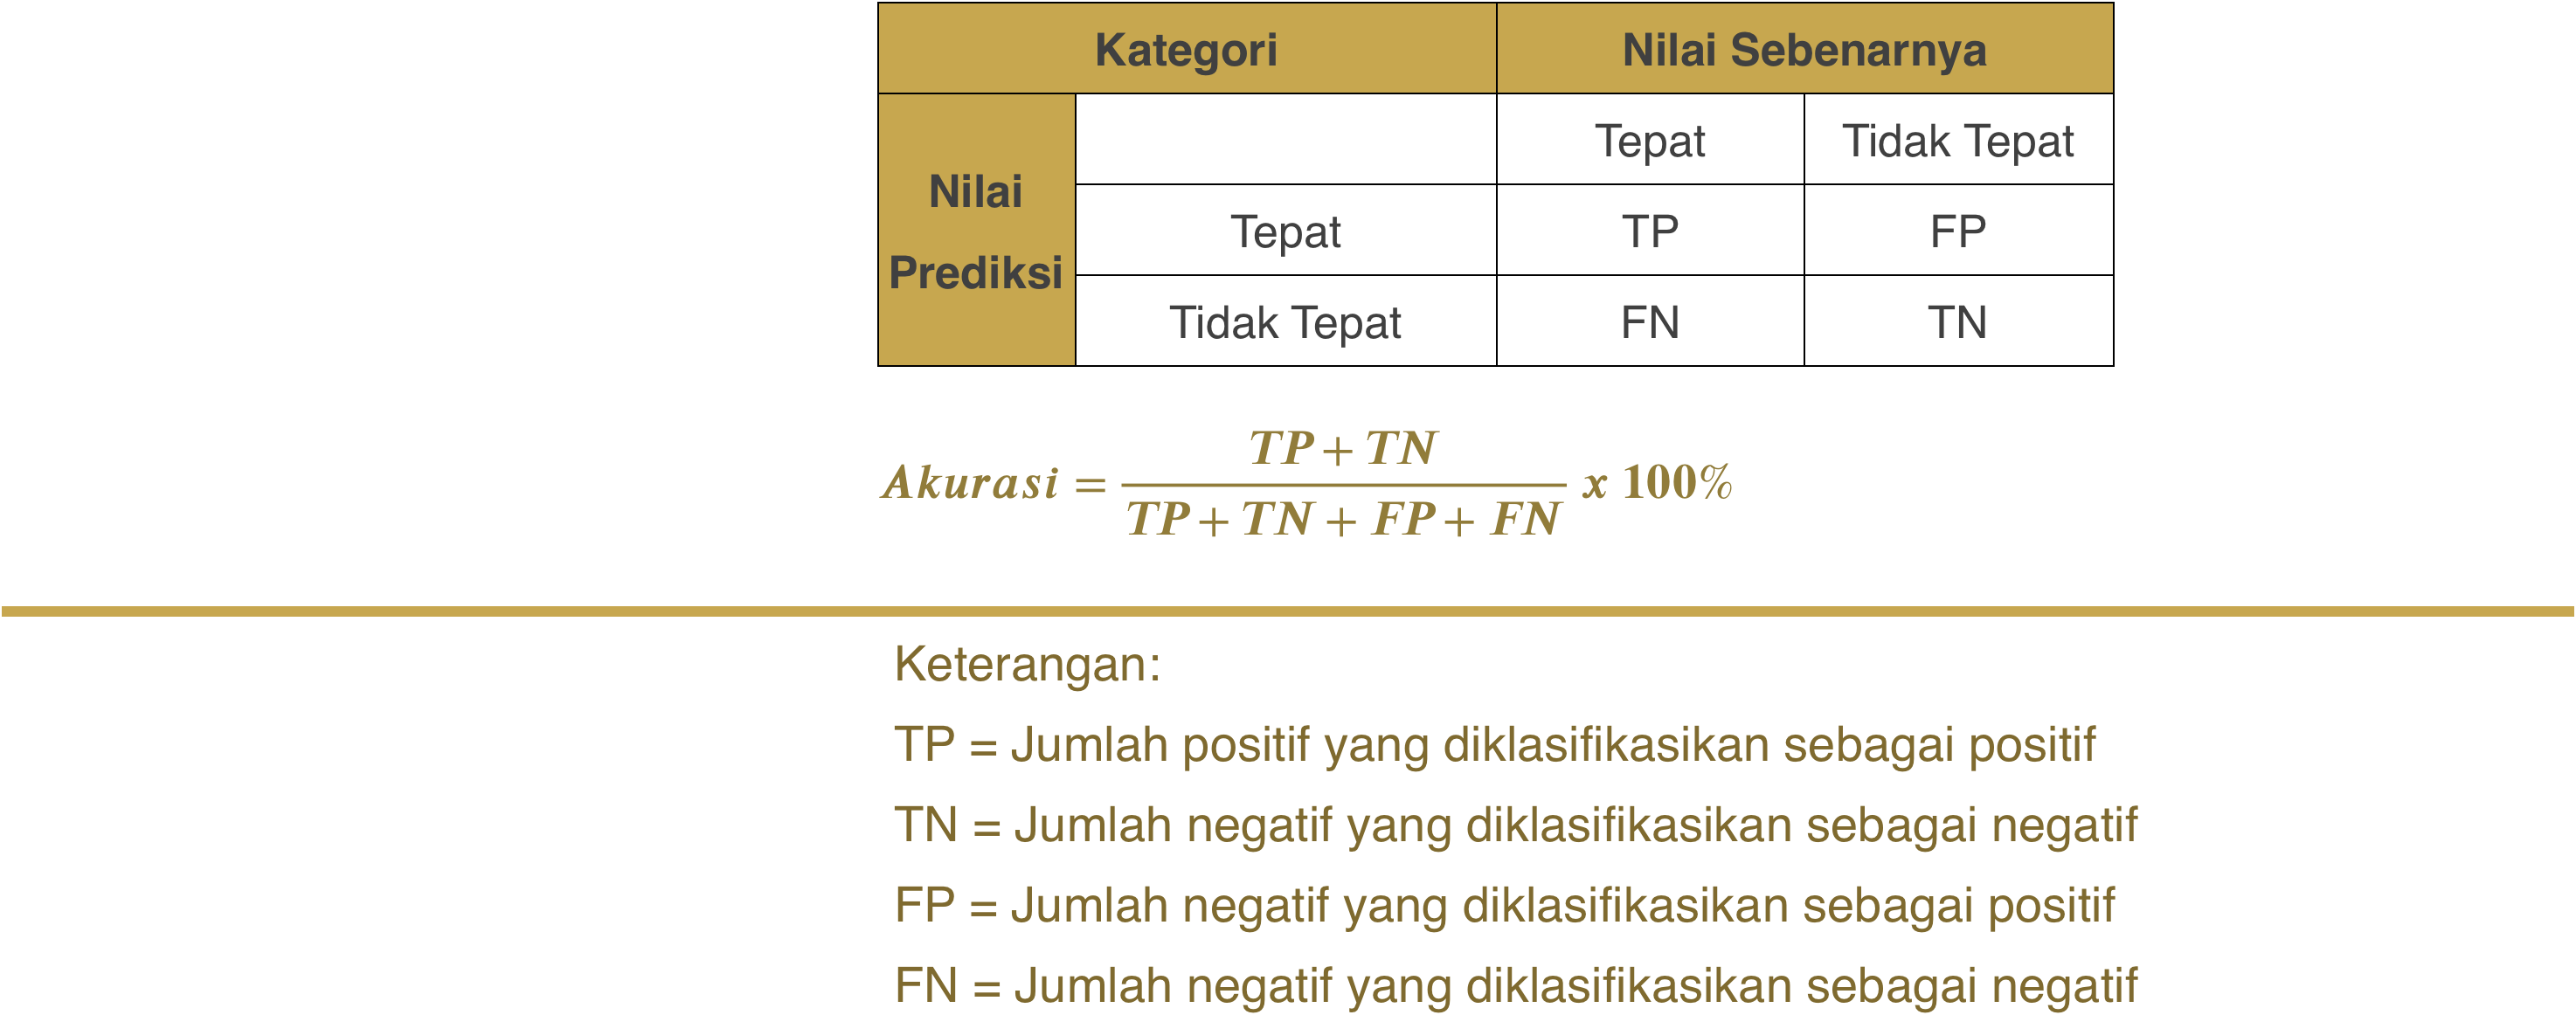 Kategori Nilai Sebenarnya
Nilai Prediksi
Tepat Tidak Tepat
Tepat TP FP
Tidak Tepat FN TN
Akurasi = TP + TN / TP + TN + FP + FN x 100%
Keterangan:
TP = Jumlah positif yang diklasifikasikan sebagai positif
TN = Jumlah negatif yang diklasifikasikan sebagai negatif
FP = Jumlah negatif yang diklasifikasikan sebagai positif
FN = Jumlah negatif yang diklasifikasikan sebagai negatif